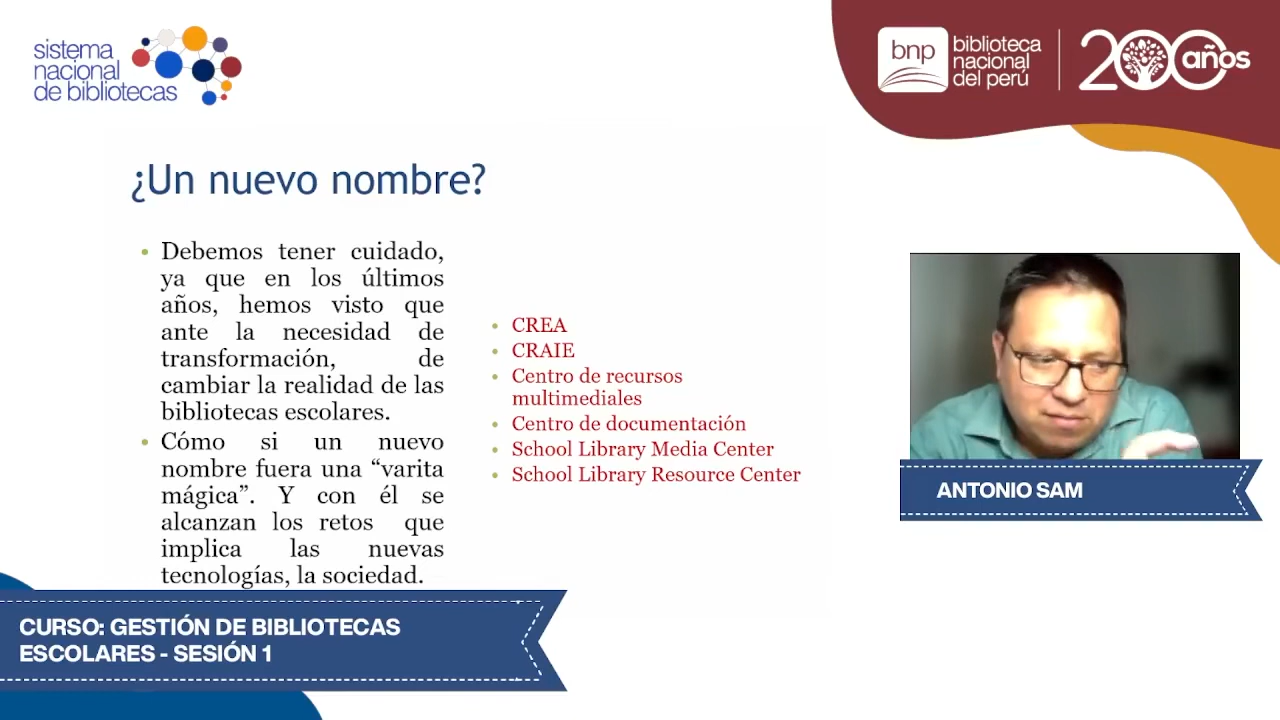 sistema
nacional
de bibliotecas
bnp
biblioteca
nacional
del perú
200 años
¿Un nuevo nombre?
• Debemos tener cuidado,
ya que en los últimos
años, hemos visto que
ante la necesidad de
transformación, de
cambiar la realidad de las
bibliotecas escolares.
• Cómo si un nuevo
nombre fuera una “varita
mágica”. Y con él se
alcanzan los retos que
implica las nuevas
tecnologías, la sociedad.
• CREA
• CRAIE
• Centro de recursos
multimediales
• Centro de documentación
• School Library Media Center
• School Library Resource Center
ANTONIO SAM
CURSO: GESTIÓN DE BIBLIOTECAS
ESCOLARES - SESIÓN 1